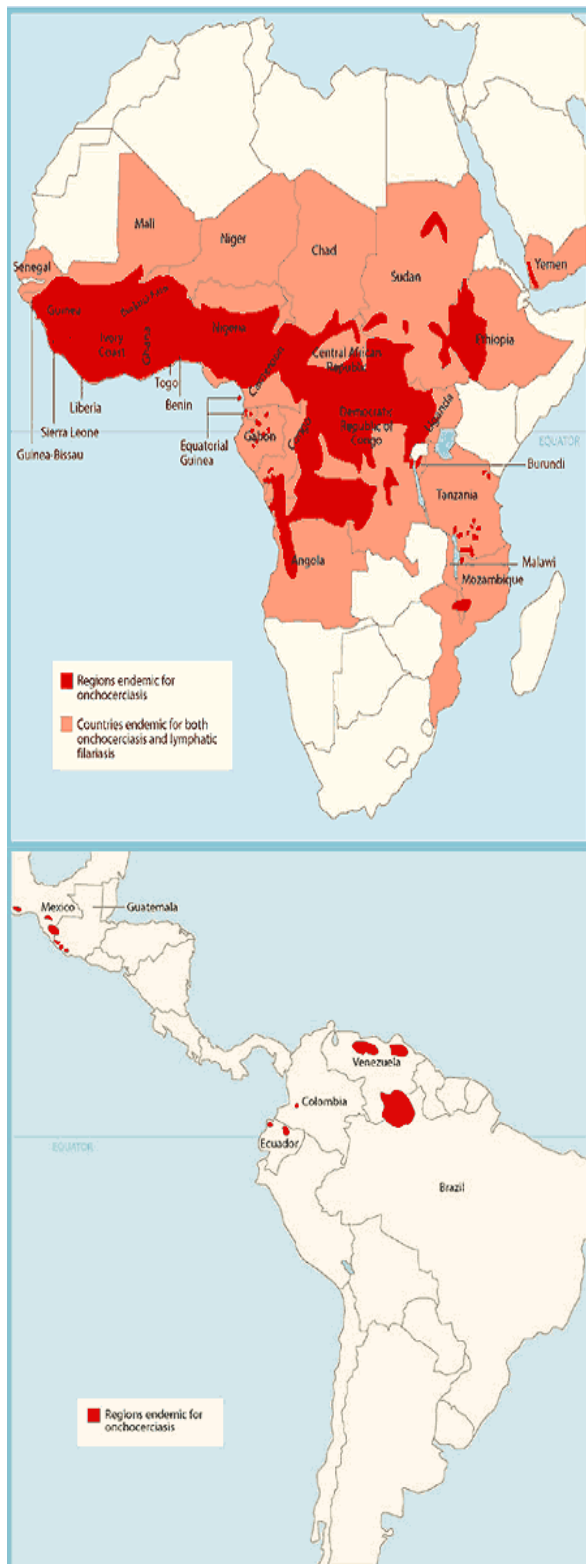 Mali
Niger
Chad
Senegal
Sudan
Yemen
Guinea
Burkina Faso
Nigeria
Ivory
Coast
Ghana
Ethiopia
Central African
Republic
Cameroon
Togo
Liberia
Benin
Uganda
Democratic
Republic of
Congo
Congo
Gabon
Sierra Leone
Equatorial
Guinea
EQUATOR
Guinea-Bissau
Burundi
Tanzania
Malawi
Angola
Mozambique
Regions endemic for
onchocerciasis
Countries endemic for both
onchocerciasis and lymphatic
filariasis
Mexico
Guatemala
Venezuela
Colombia
EQUATOR
Ecuador
Brazil
Regions endemic for
onchocerciasis